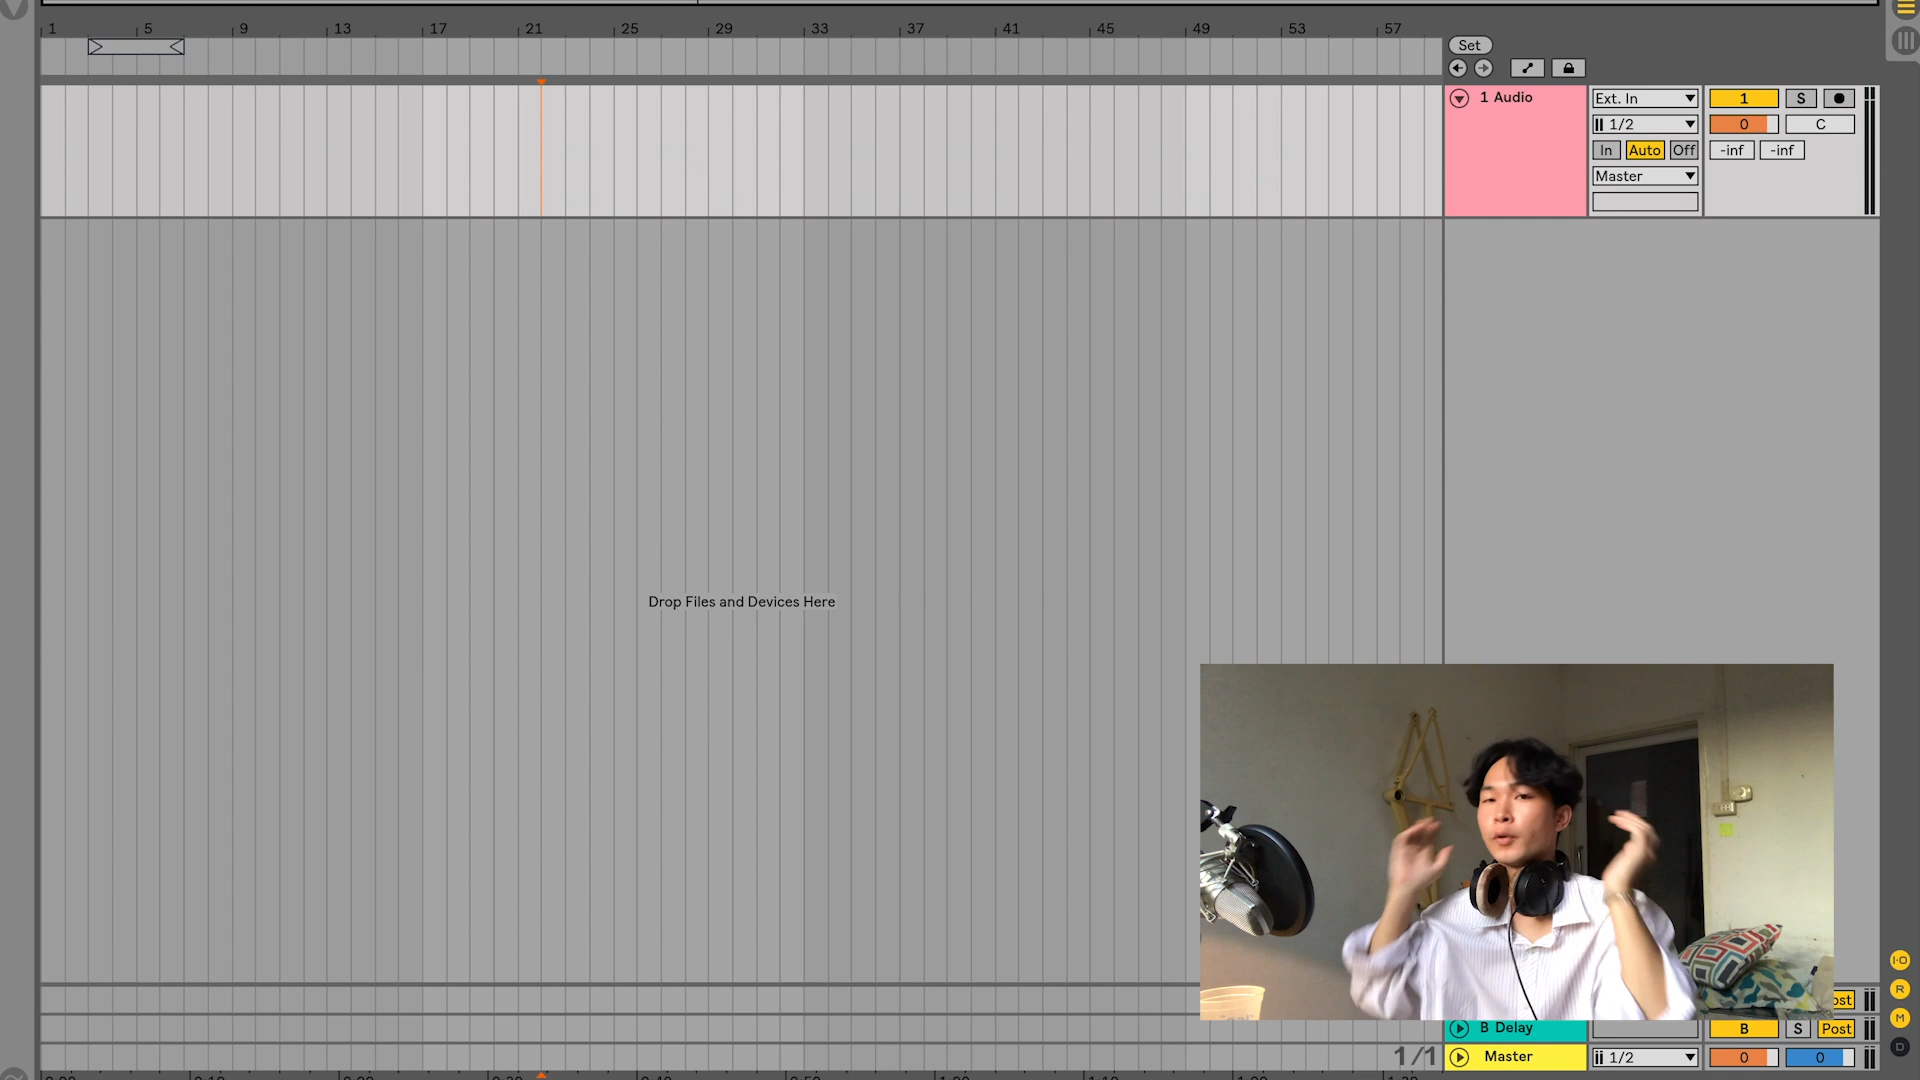 1 5 9 13 17 21 25 29 33 37 41 45 49 53 57
Set
1 Audio
Ext. In
1 S
1/2
0 C
In Auto Off
-inf -inf
Master
Drop Files and Devices Here
I·O
R
ost
M
B Delay
B S Post
D
1/1
Master
1/2
0 0